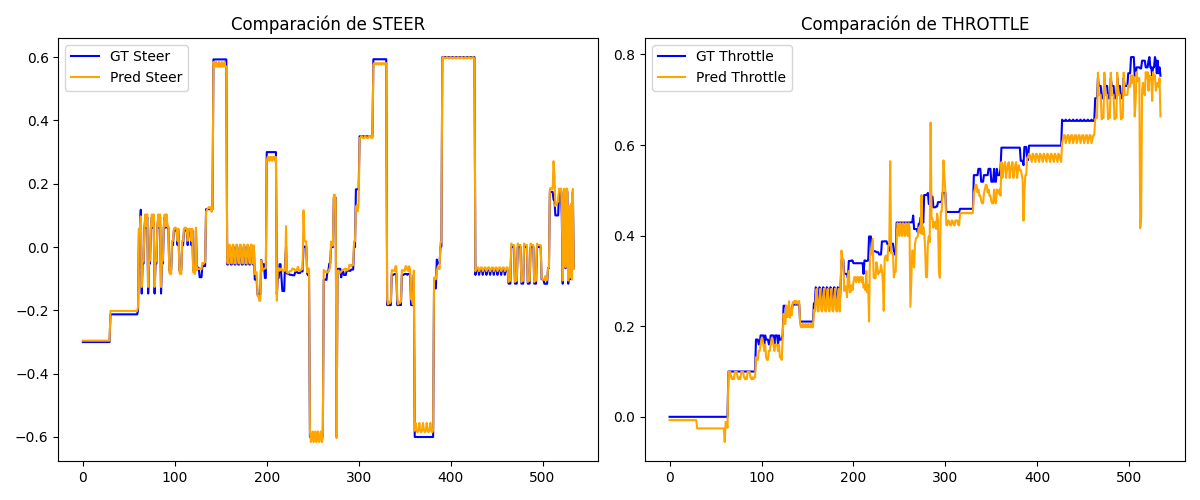 Comparación de STEER
GT Steer
Pred Steer
0.6
0.4
0.2
0.0
−0.2
−0.4
−0.6
0 100 200 300 400 500
Comparación de THROTTLE
GT Throttle
Pred Throttle
0.8
0.6
0.4
0.2
0.0
0 100 200 300 400 500